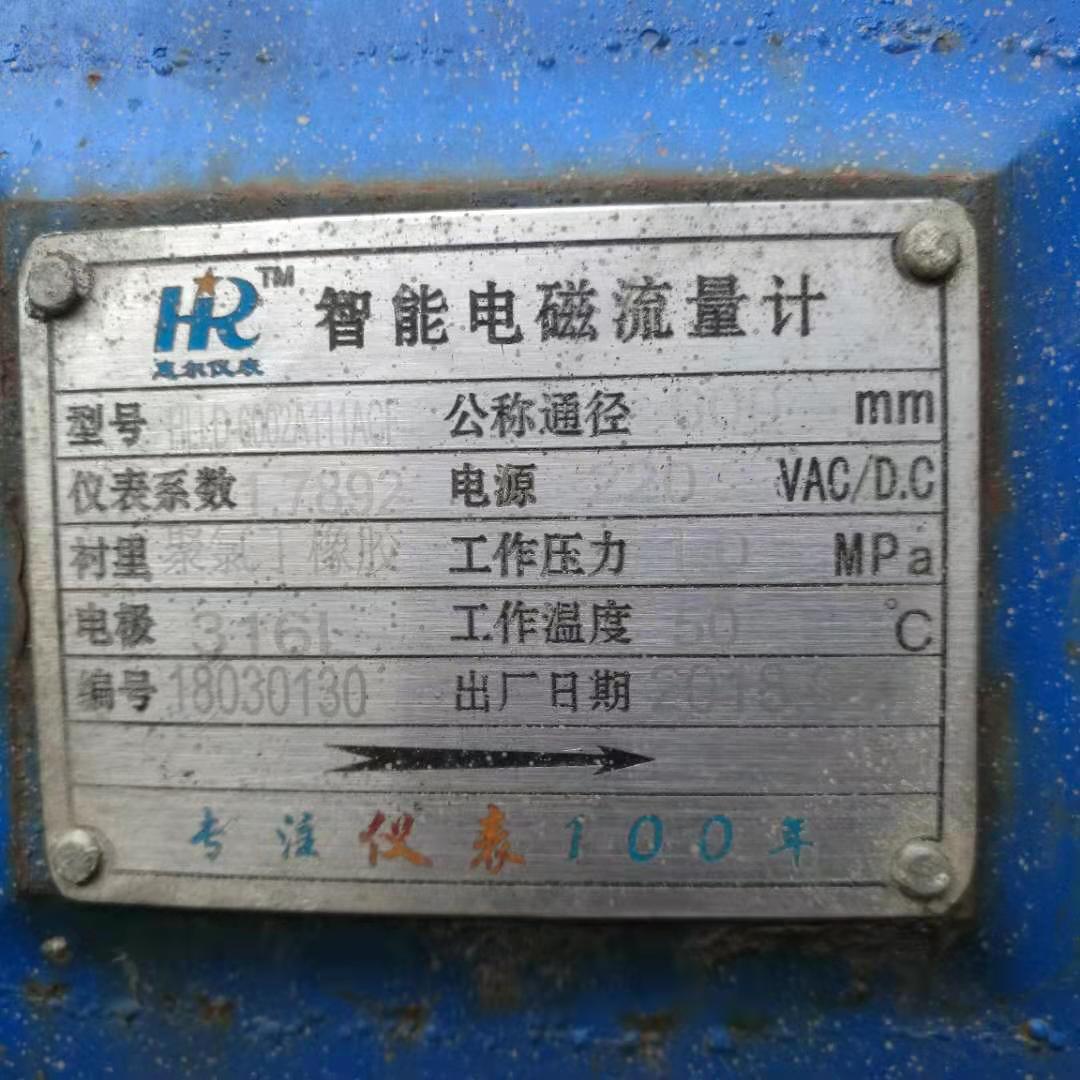 HR™ 智能电磁流量计
惠尔仪表
型号 公称通径 mm
仪表系数 1.7892 电源 220 VAC/D.C
衬里 聚氯丁橡胶 工作压力 1.0 MPa
电极 316L 工作温度 50 ℃
编号 18030130 出厂日期 2018
专注仪表100年